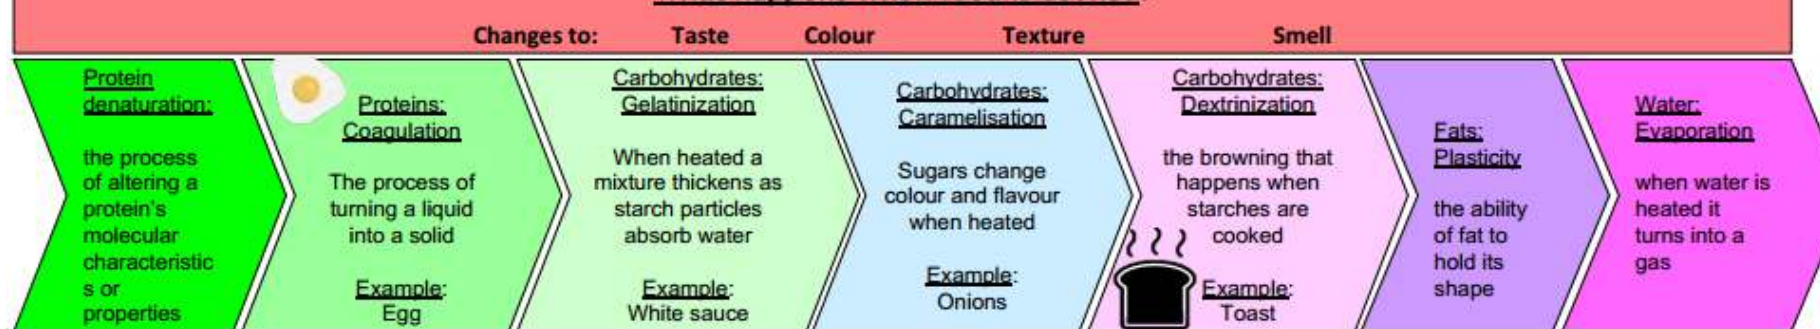 Changes to: Taste Colour Texture Smell
Protein
denaturation:
the process
of altering a
protein's
molecular
characteristic
s or
properties
Proteins:
Coagulation
The process of
turning a liquid
into a solid
Example:
Egg
Carbohydrates:
Gelatinization
When heated a
mixture thickens as
starch particles
absorb water
Example:
White sauce
Carbohydrates:
Caramelisation
Sugars change
colour and flavour
when heated
Example:
Onions
Carbohydrates:
Dextrinization
the browning that
happens when
starches are
cooked
Example:
Toast
Fats:
Plasticity
the ability
of fat to
hold its
shape
Water:
Evaporation
when water is
heated it
turns into a
gas